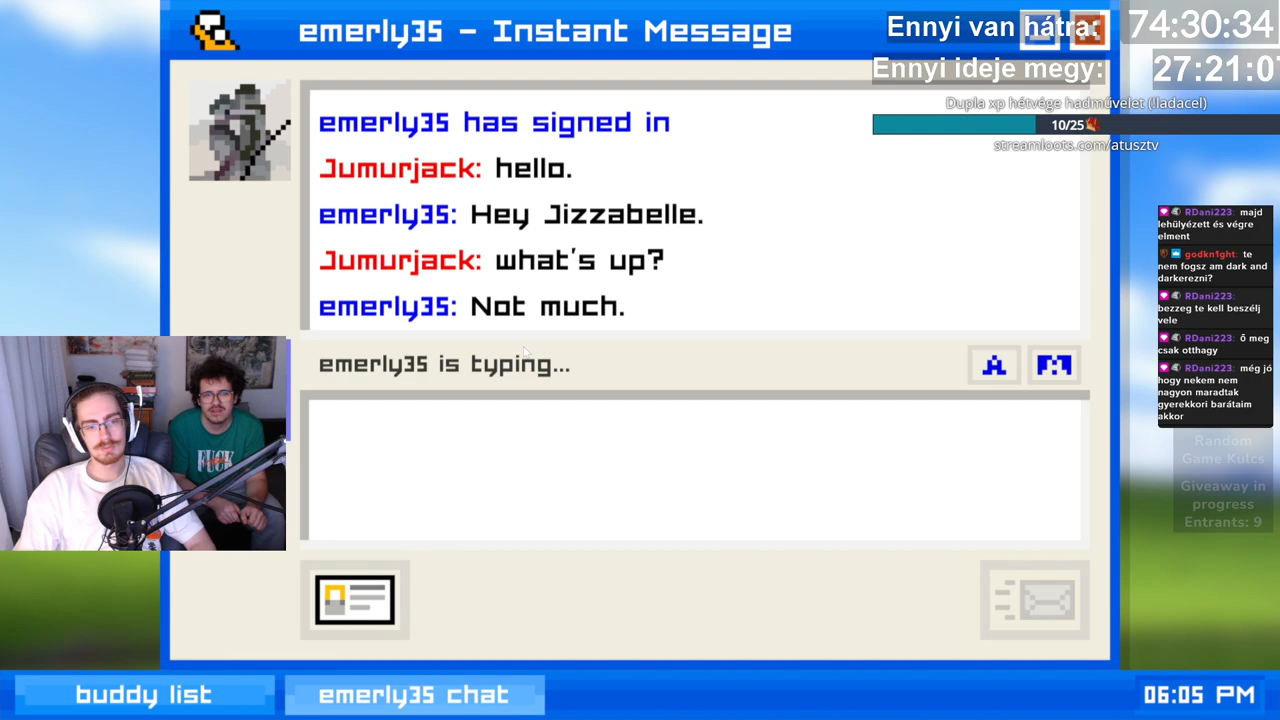 emerly35 - Instant Message
Ennyi van hátra:
74:30:34
Ennyi ideje megy:
27:21:07
Dupla xp hétvége hadművelet (!ladacel)
10/25
streamloots.com/atusztv
emerly35 has signed in
Jumurjack: hello.
emerly35: Hey Jizzabelle.
Jumurjack: what's up?
emerly35: Not much.
emerly35 is typing...
A
RDani223: majd
lehülyézett és végre
elment
godkn1ght: te
nem fogsz am dark and
darkerezni?
RDani223:
bezzeg te kell beszélj
vele
RDani223: ő meg
csak otthagy
RDani223: még jó
hogy nekem nem
nagyon maradtak
gyerekkori barátaim
akkor
Random
Game Kulcs
Giveaway in
progress
Entrants: 9
FUCK
buddy list
emerly35 chat
06:05 PM